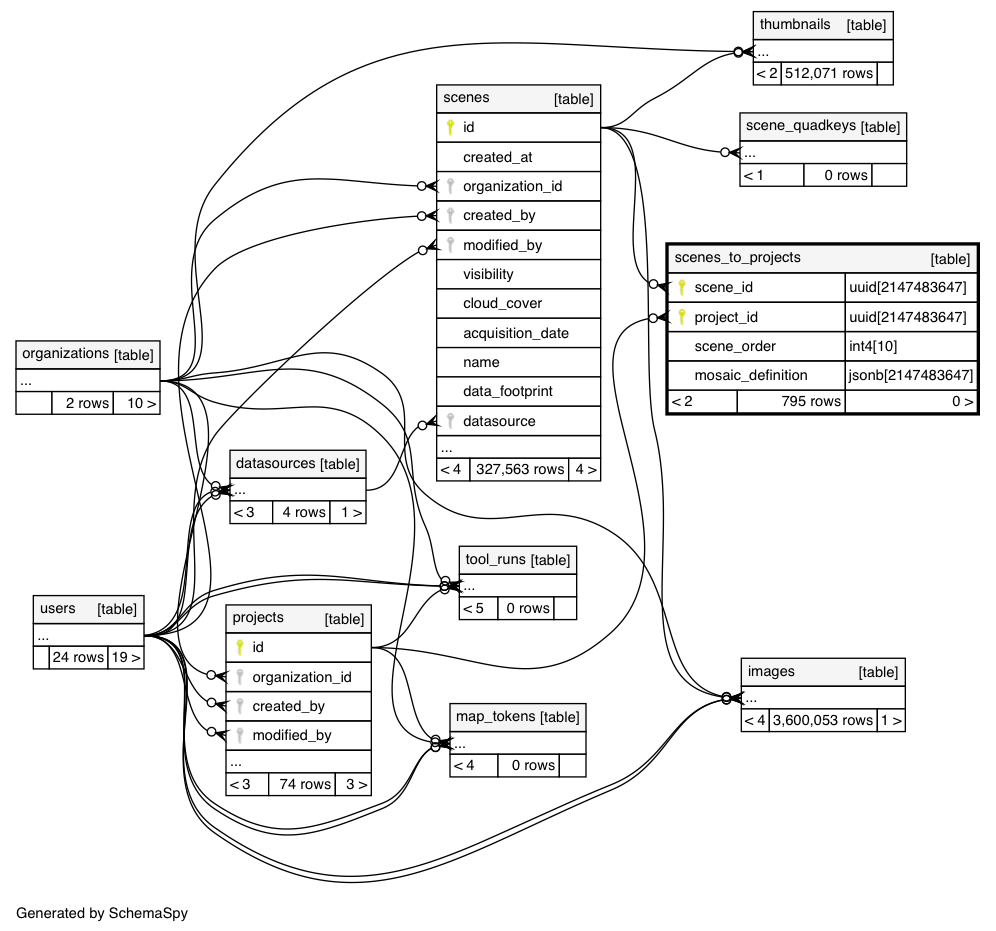 thumbnails [table]
...
< 2 512,071 rows
scenes [table]
id
created_at
organization_id
created_by
modified_by
visibility
cloud_cover
acquisition_date
name
data_footprint
datasource
...
< 4 327,563 rows 4 >
scene_quadkeys [table]
...
< 1 0 rows
scenes_to_projects [table]
scene_id uuid[2147483647]
project_id uuid[2147483647]
scene_order int4[10]
mosaic_definition jsonb[2147483647]
< 2 795 rows 0 >
organizations [table]
...
2 rows 10 >
datasources [table]
...
< 3 4 rows 1 >
tool_runs [table]
...
< 5 0 rows
users [table]
...
24 rows 19 >
projects [table]
id
organization_id
created_by
modified_by
...
< 3 74 rows 3 >
images [table]
...
< 4 3,600,053 rows 1 >
map_tokens [table]
...
< 4 0 rows
Generated by SchemaSpy